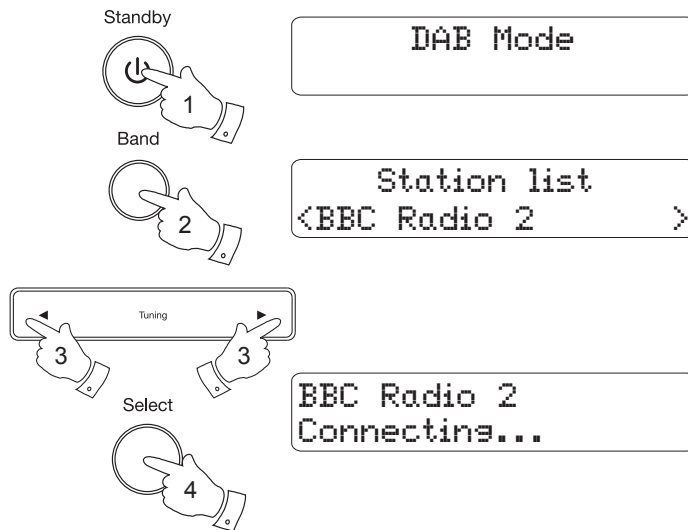 Standby
DAB Mode
1
Band
Station list
<BBC Radio 2 >
2
Tuning
3 3
Select
BBC Radio 2
Connecting...
4